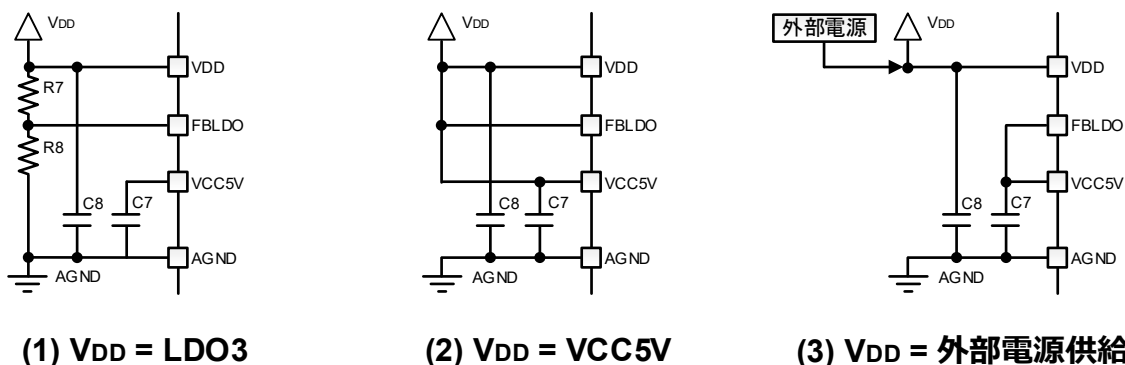 VDD
VDD
R7
FBLDO
R8
VCC5V
C8
C7
AGND
AGND
(1) VDD = LDO3
VDD
VDD
FBLDO
VCC5V
C8
C7
AGND
AGND
(2) VDD = VCC5V
外部電源
VDD
VDD
FBLDO
VCC5V
C8
C7
AGND
AGND
(3) VDD = 外部電源供給